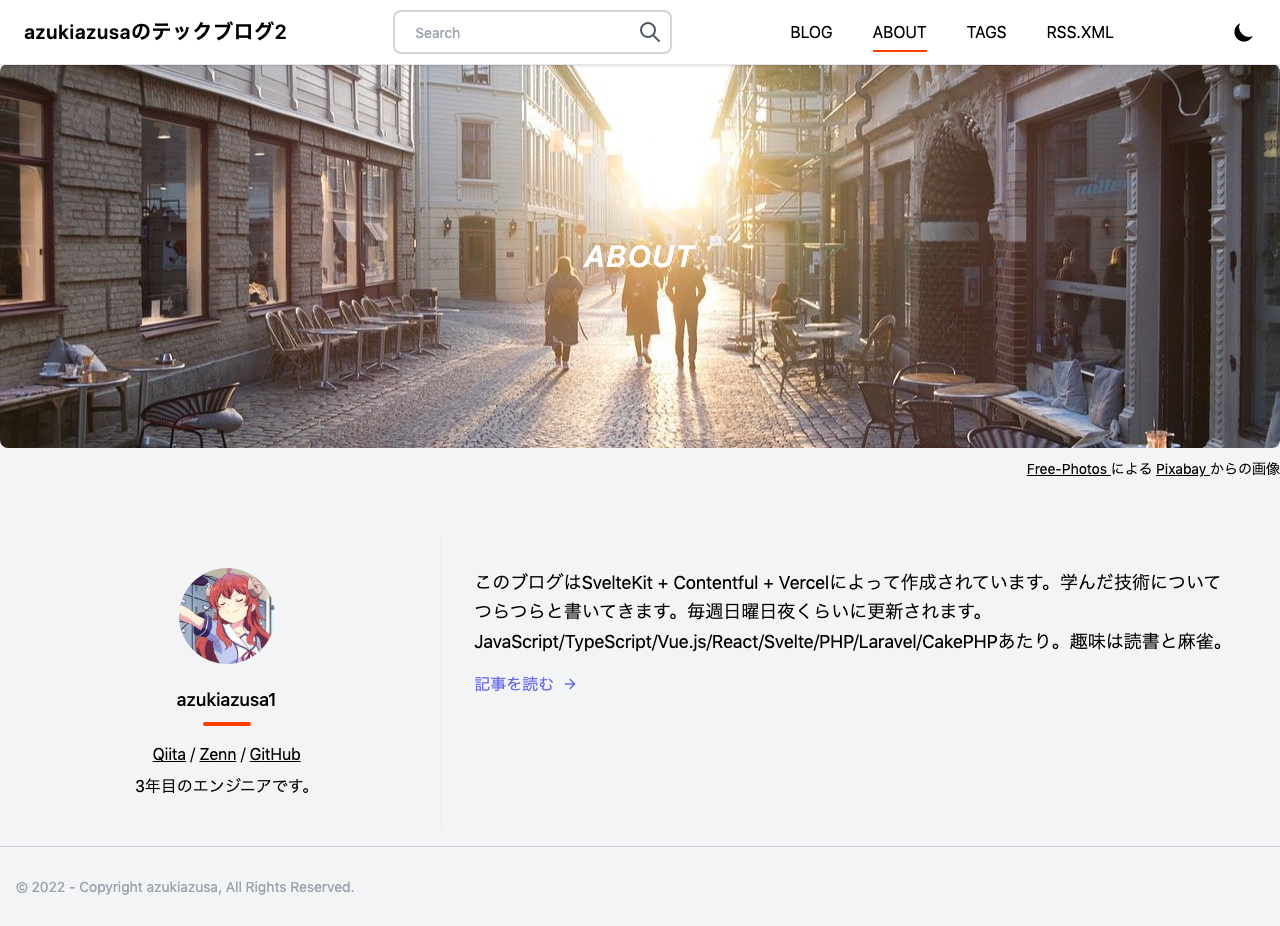 azukiazusaのテックブログ2
Search
BLOG
ABOUT
TAGS
RSS.XML
ABOUT
Free-Photos による Pixabay からの画像
azukiazusa1
Qiita / Zenn / GitHub
3年目のエンジニアです。
このブログはSvelteKit + Contentful + Vercelによって作成されています。学んだ技術について
つらつらと書いてきます。毎週日曜日夜くらいに更新されます。
JavaScript/TypeScript/Vue.js/React/Svelte/PHP/Laravel/CakePHPあたり。趣味は読書と麻雀。
記事を読む →
© 2022 - Copyright azukiazusa, All Rights Reserved.